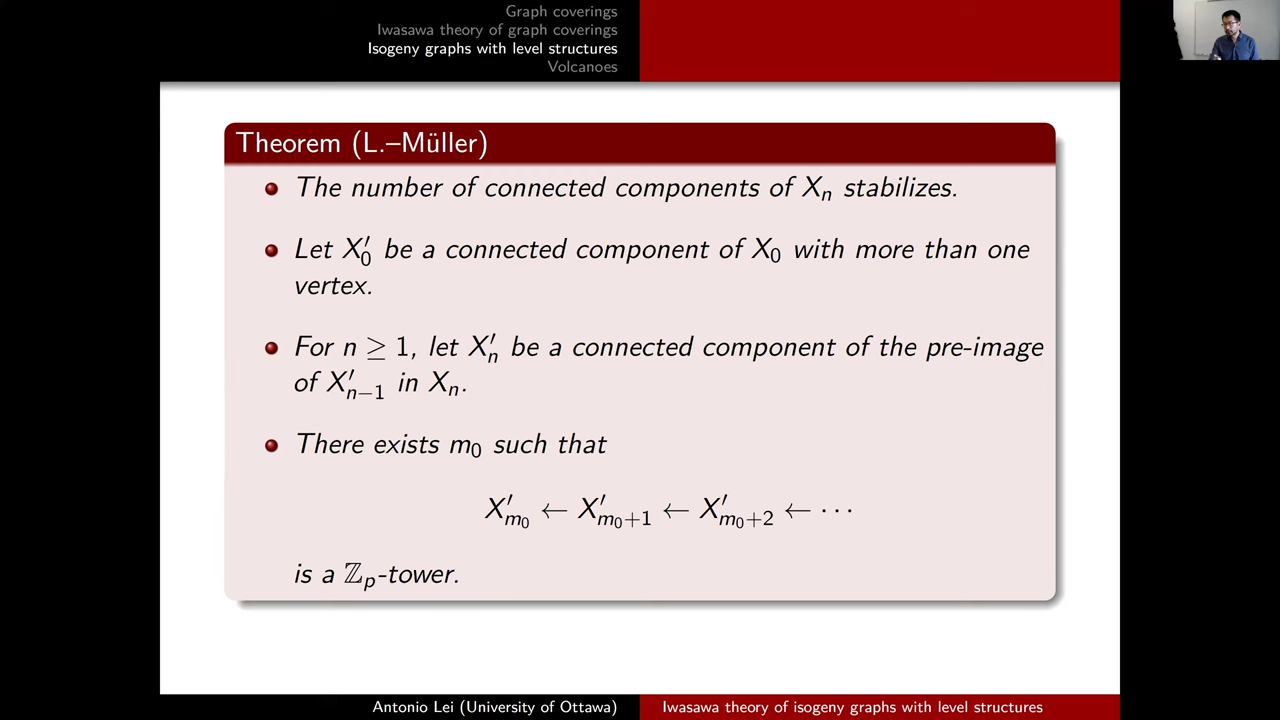 Graph coverings
Iwasawa theory of graph coverings
Isogeny graphs with level structures
Volcanoes
Theorem (L.–Müller)
The number of connected components of Xₙ stabilizes.
Let X′₀ be a connected component of X₀ with more than one
vertex.
For n ≥ 1, let X′ₙ be a connected component of the pre-image
of X′ₙ₋₁ in Xₙ.
There exists m₀ such that
X′_{m₀} ← X′_{m₀+1} ← X′_{m₀+2} ← ⋯
is a ℤₚ-tower.
Antonio Lei (University of Ottawa)
Iwasawa theory of isogeny graphs with level structures